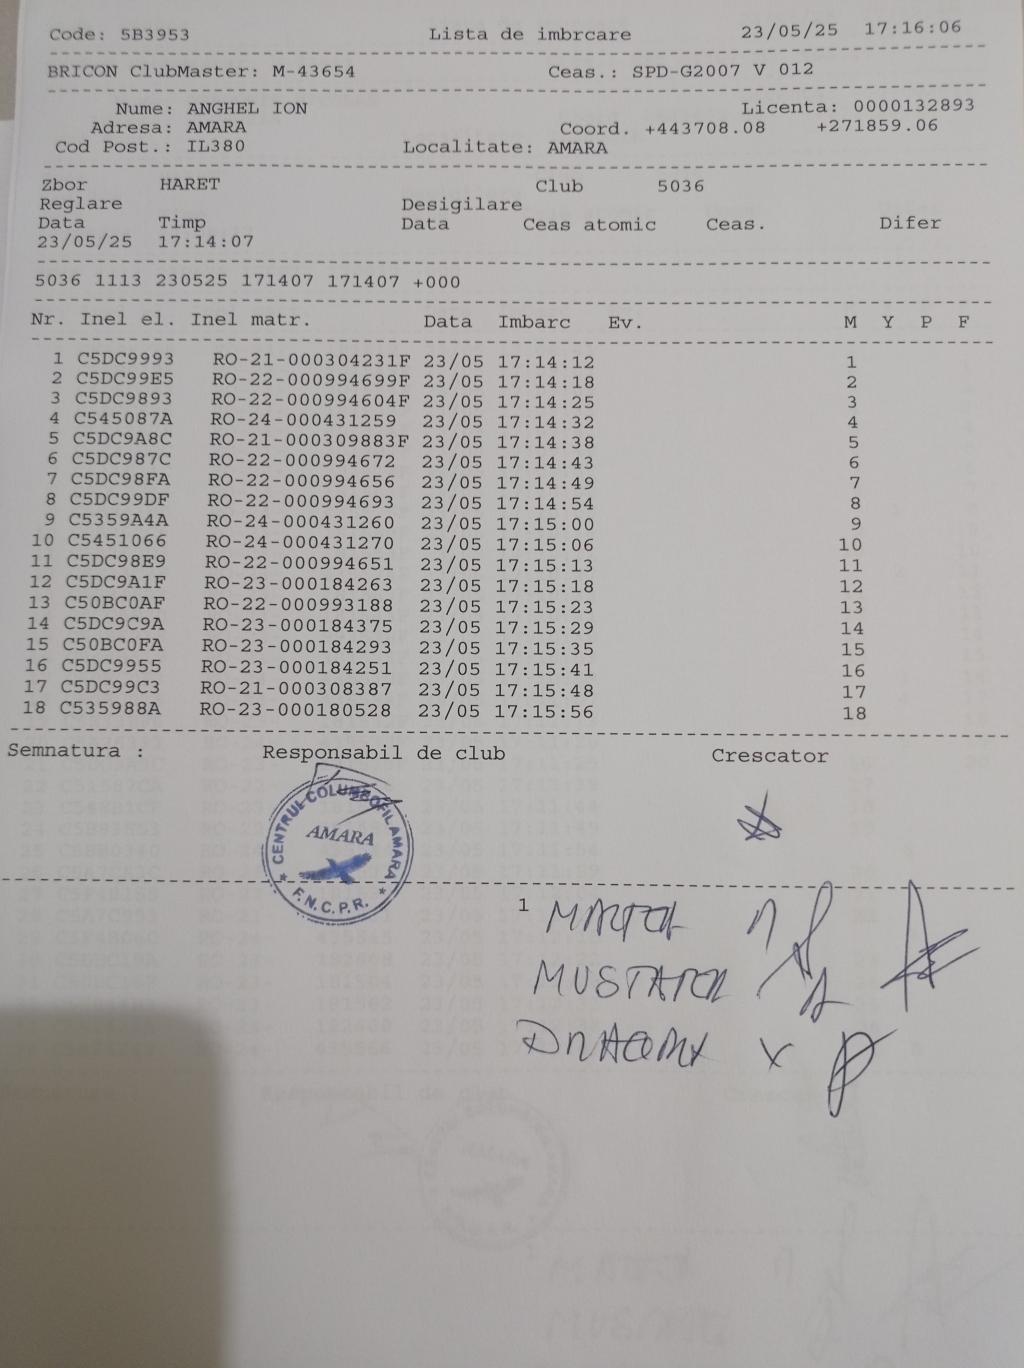 Code: 5B3953 Lista de imbrcare 23/05/25 17:16:06
BRICON ClubMaster: M-43654 Ceas.: SPD-G2007 V 012
Nume: ANGHEL ION Licenta: 0000132893
Adresa: AMARA Coord. +443708.08 +271859.06
Cod Post.: IL380 Localitate: AMARA
Zbor HARET Club 5036
Reglare Desigilare
Data Timp Data Ceas atomic Ceas. Difer
23/05/25 17:14:07
5036 1113 230525 171407 171407 +000
Nr. Inel el. Inel matr. Data Imbarc Ev. M Y P F
1 C5DC9993 RO-21-000304231F 23/05 17:14:12 1
2 C5DC99E5 RO-22-000994699F 23/05 17:14:18 2
3 C5DC9893 RO-22-000994604F 23/05 17:14:25 3
4 C545087A RO-24-000431259 23/05 17:14:32 4
5 C5DC9A8C RO-21-000309883F 23/05 17:14:38 5
6 C5DC987C RO-22-000994672 23/05 17:14:43 6
7 C5DC98FA RO-22-000994656 23/05 17:14:49 7
8 C5DC99DF RO-22-000994693 23/05 17:14:54 8
9 C5359A4A RO-24-000431260 23/05 17:15:00 9
10 C5451066 RO-24-000431270 23/05 17:15:06 10
11 C5DC98E9 RO-22-000994651 23/05 17:15:13 11
12 C5DC9A1F RO-23-000184263 23/05 17:15:18 12
13 C50BC0AF RO-22-000993188 23/05 17:15:23 13
14 C5DC9C9A RO-23-000184375 23/05 17:15:29 14
15 C50BC0FA RO-23-000184293 23/05 17:15:35 15
16 C5DC9955 RO-23-000184251 23/05 17:15:41 16
17 C5DC99C3 RO-21-000308387 23/05 17:15:48 17
18 C535988A RO-23-000180528 23/05 17:15:56 18
Semnatura : Responsabil de club Crescator
CENTRUL COLUMBOFIL AMARA
AMARA
F.N.C.P.R.
1